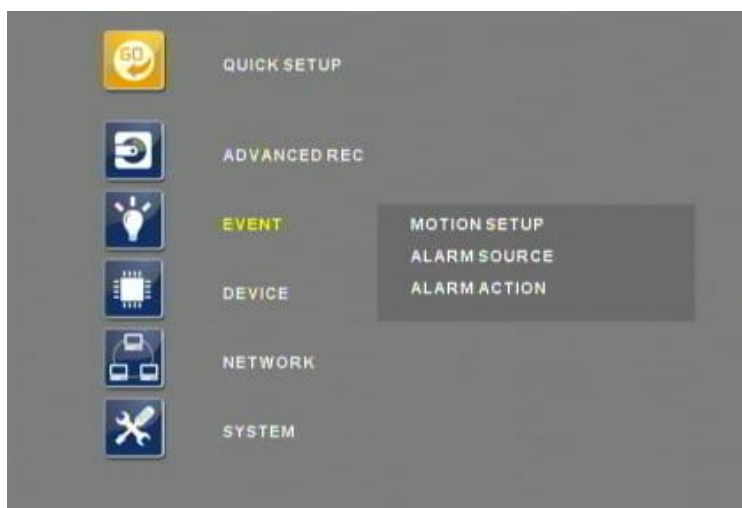 GO
QUICK SETUP
ADVANCED REC
EVENT
MOTION SETUP
ALARM SOURCE
ALARM ACTION
DEVICE
NETWORK
SYSTEM